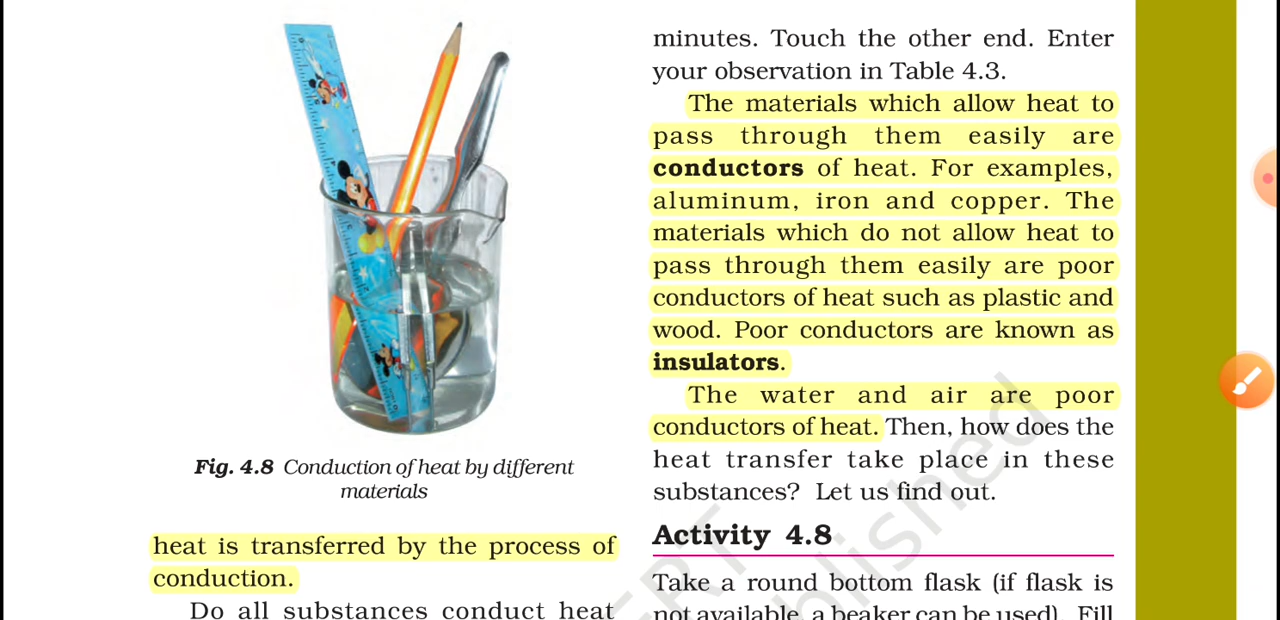 Fig. 4.8 Conduction of heat by different
materials
heat is transferred by the process of
conduction.
Do all substances conduct heat
minutes. Touch the other end. Enter
your observation in Table 4.3.
The materials which allow heat to
pass through them easily are
conductors of heat. For examples,
aluminum, iron and copper. The
materials which do not allow heat to
pass through them easily are poor
conductors of heat such as plastic and
wood. Poor conductors are known as
insulators.
The water and air are poor
conductors of heat. Then, how does the
heat transfer take place in these
substances? Let us find out.
Activity 4.8
Take a round bottom flask (if flask is
not available, a beaker can be used). Fill